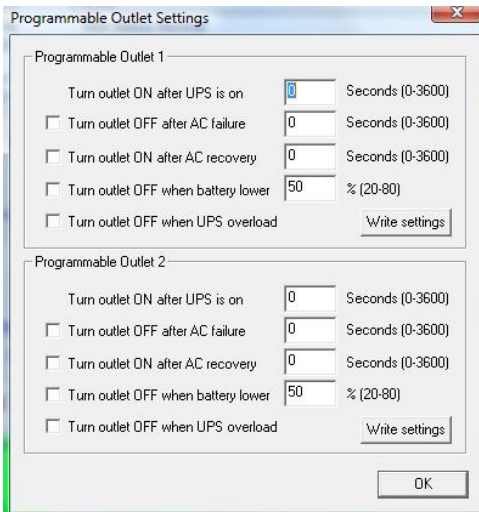 Programmable Outlet Settings
Programmable Outlet 1
Turn outlet ON after UPS is on 0 Seconds (0-3600)
Turn outlet OFF after AC failure 0 Seconds (0-3600)
Turn outlet ON after AC recovery 0 Seconds (0-3600)
Turn outlet OFF when battery lower 50 % (20-80)
Turn outlet OFF when UPS overload Write settings
Programmable Outlet 2
Turn outlet ON after UPS is on 0 Seconds (0-3600)
Turn outlet OFF after AC failure 0 Seconds (0-3600)
Turn outlet ON after AC recovery 0 Seconds (0-3600)
Turn outlet OFF when battery lower 50 % (20-80)
Turn outlet OFF when UPS overload Write settings
OK